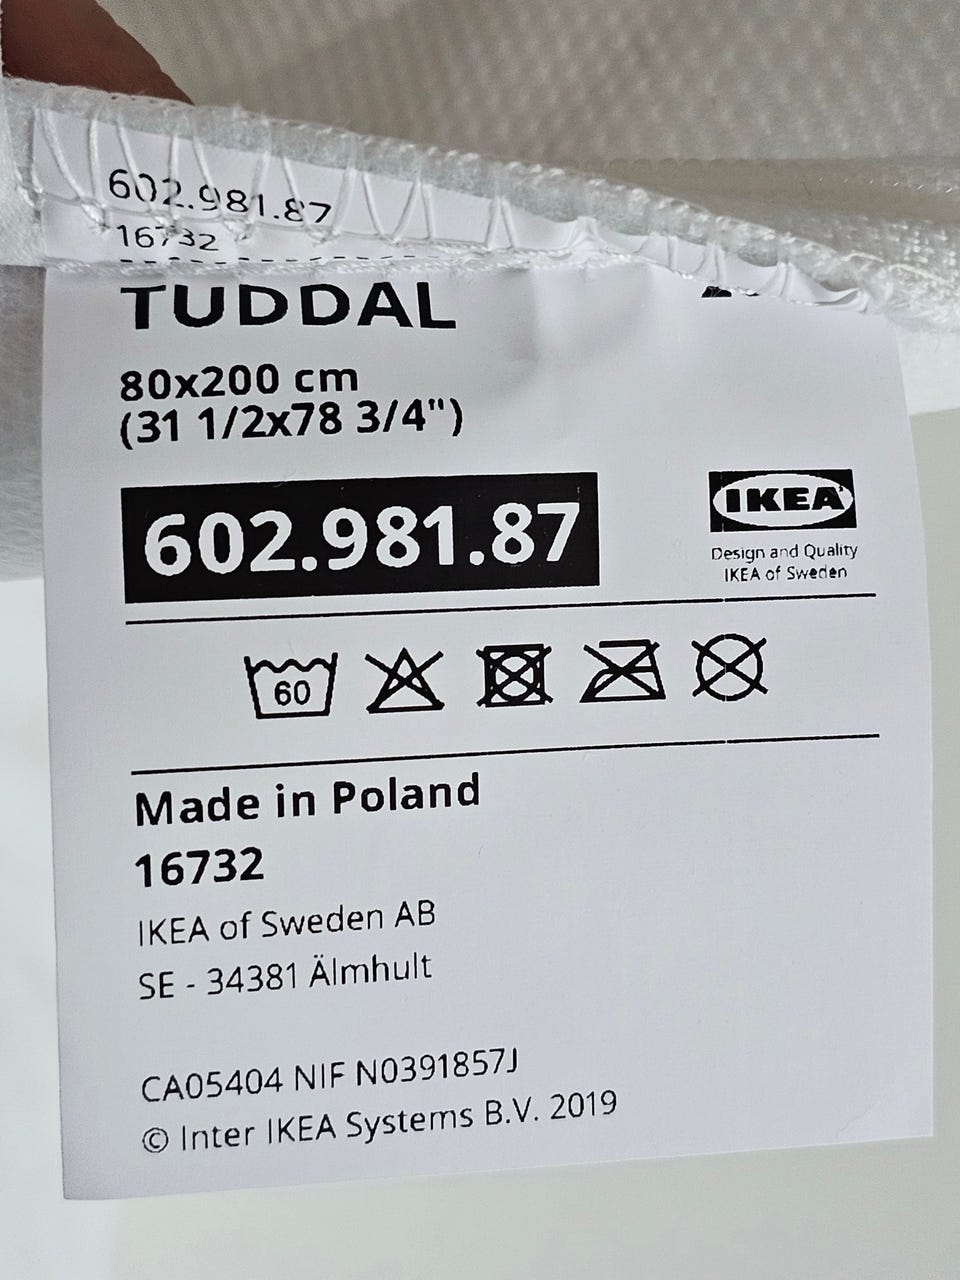 602.981.87
16732
TUDDAL
80x200 cm
(31 1/2x78 3/4")
602.981.87
IKEA
Design and Quality
IKEA of Sweden
60
Made in Poland
16732
IKEA of Sweden AB
SE - 34381 Älmhult
CA05404 NIF N0391857J
© Inter IKEA Systems B.V. 2019